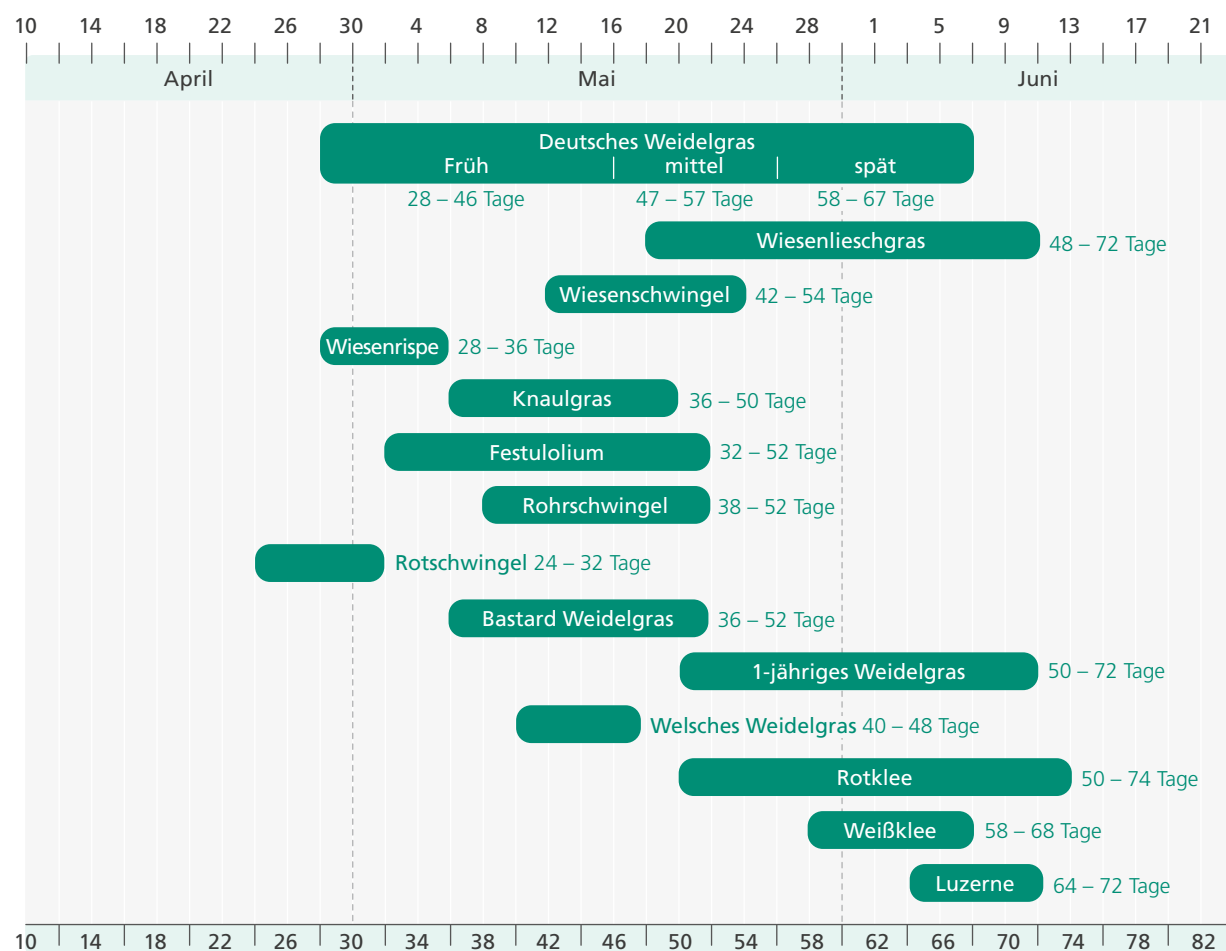 10 14 18 22 26 30 4 8 12 16 20 24 28 1 5 9 13 17 21
April Mai Juni
Deutsches Weidelgras
Früh | mittel | spät
28 – 46 Tage 47 – 57 Tage 58 – 67 Tage
Wiesenlieschgras 48 – 72 Tage
Wiesenschwingel 42 – 54 Tage
Wiesenrispe 28 – 36 Tage
Knaulgras 36 – 50 Tage
Festulolium 32 – 52 Tage
Rohrschwingel 38 – 52 Tage
Rotschwingel 24 – 32 Tage
Bastard Weidelgras 36 – 52 Tage
1-jähriges Weidelgras 50 – 72 Tage
Welsches Weidelgras 40 – 48 Tage
Rotklee 50 – 74 Tage
Weißklee 58 – 68 Tage
Luzerne 64 – 72 Tage
10 14 18 22 26 30 34 38 42 46 50 54 58 62 66 70 74 78 82